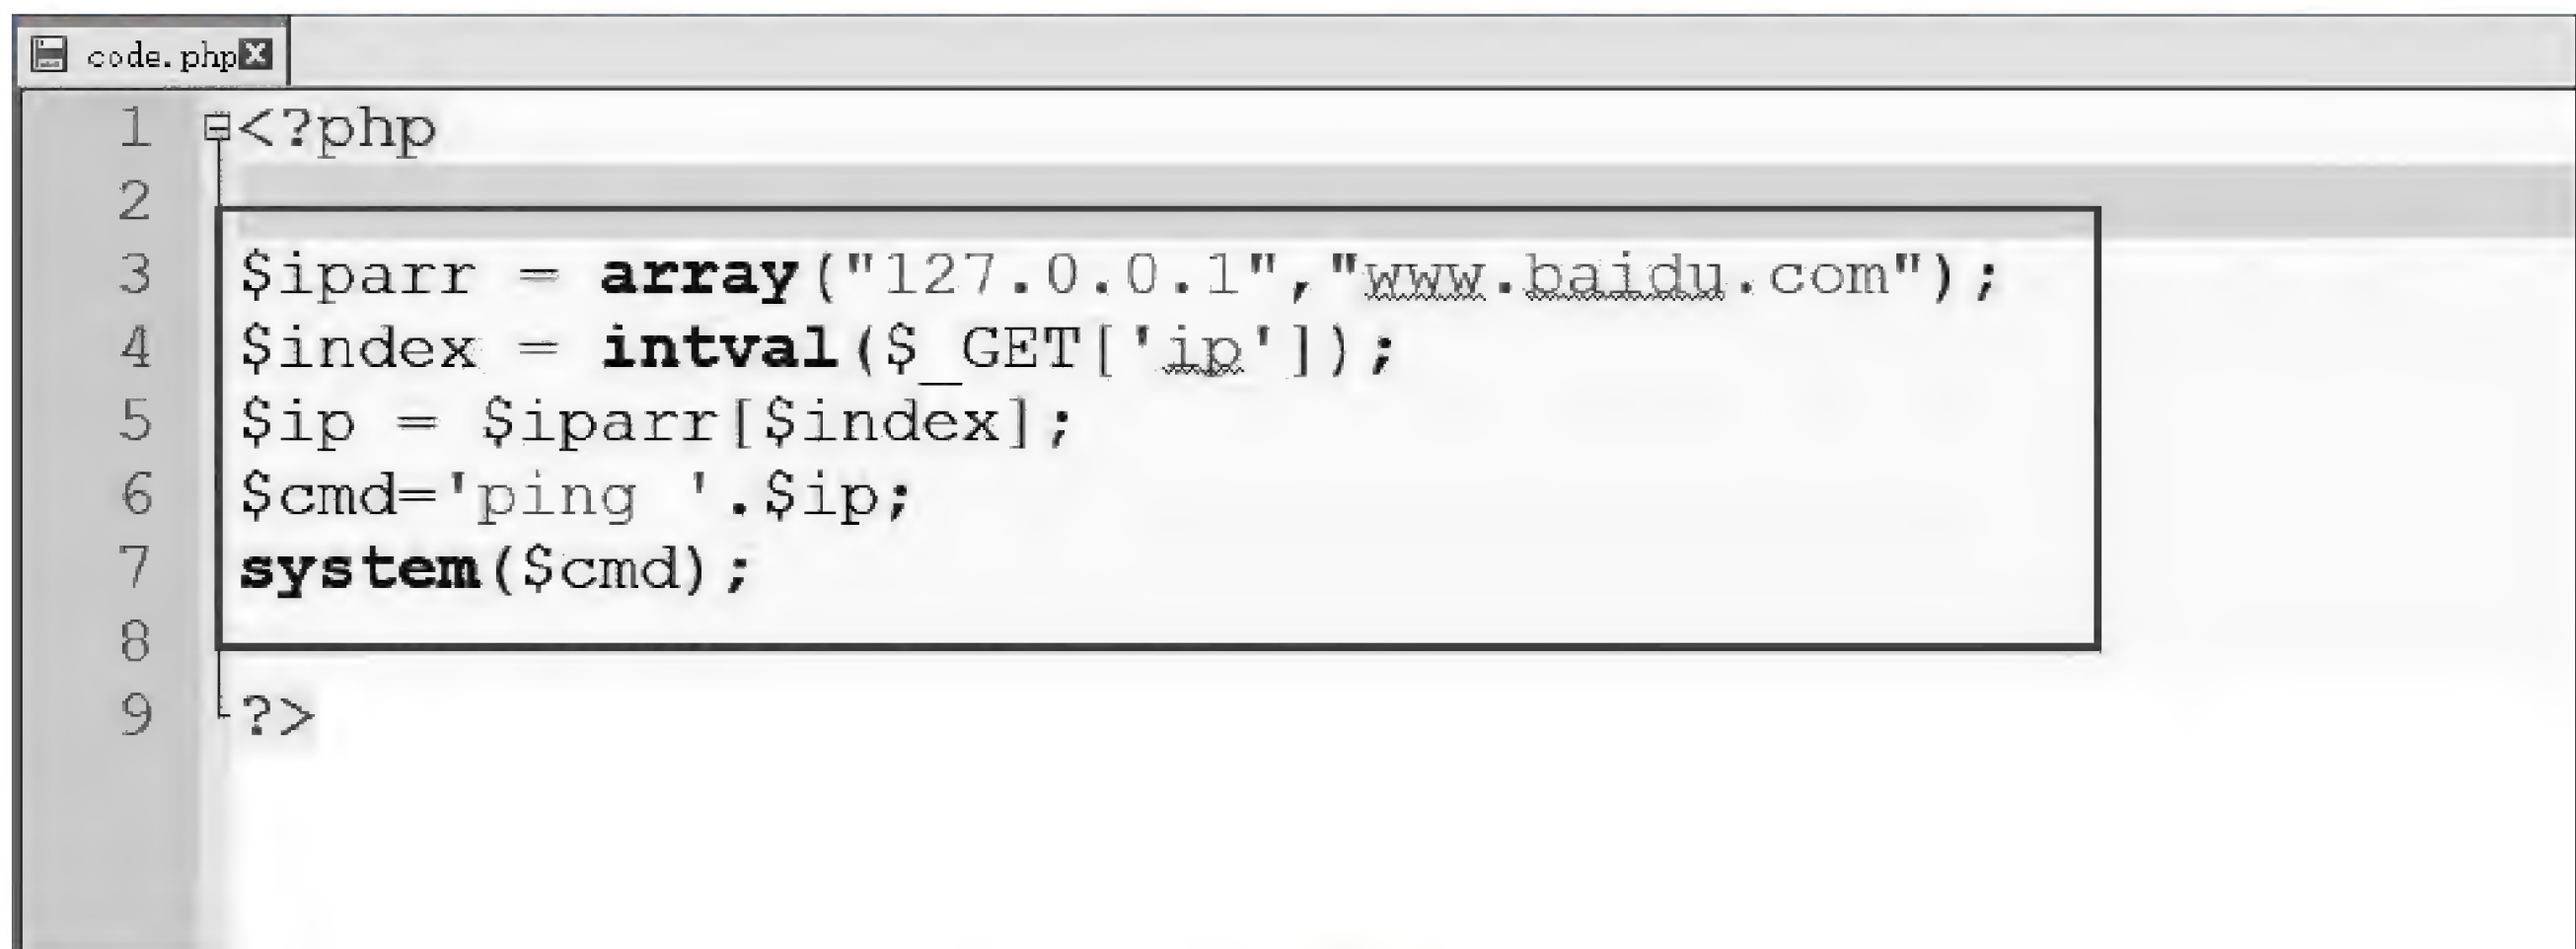 code.php
1 <?php
2
3 $iparr = array("127.0.0.1","www.baidu.com");
4 $index = intval($_GET['ip']);
5 $ip = $iparr[$index];
6 $cmd='ping '.$ip;
7 system($cmd);
8
9 ?>